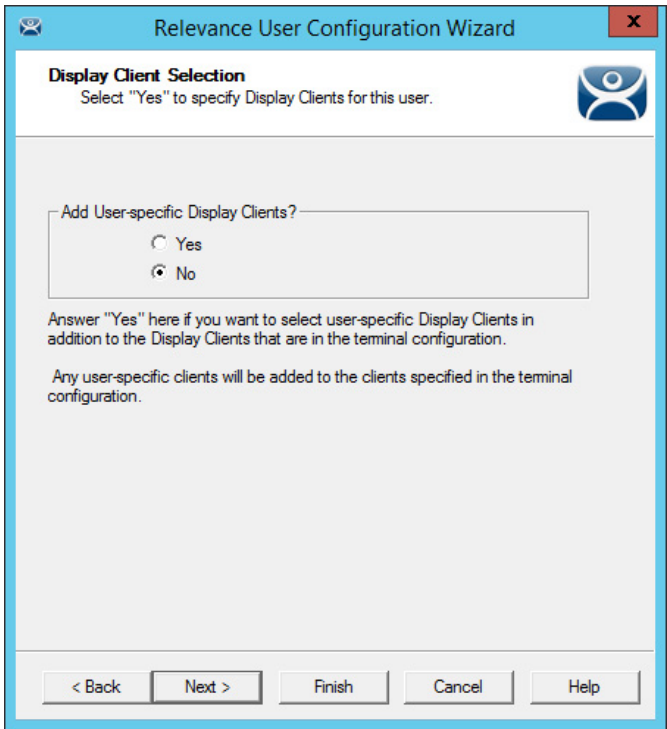 Relevance User Configuration Wizard
x
Display Client Selection
Select "Yes" to specify Display Clients for this user.
Add User-specific Display Clients?
Yes
No
Answer "Yes" here if you want to select user-specific Display Clients in
addition to the Display Clients that are in the terminal configuration.
Any user-specific clients will be added to the clients specified in the terminal
configuration.
< Back
Next >
Finish
Cancel
Help